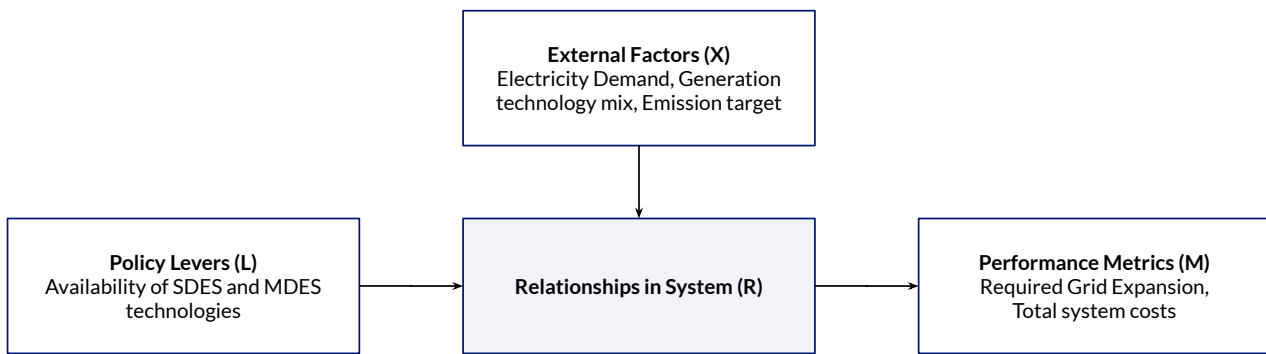 External Factors (X)
Electricity Demand, Generation
technology mix, Emission target
Policy Levers (L)
Availability of SDES and MDES
technologies
Relationships in System (R)
Performance Metrics (M)
Required Grid Expansion,
Total system costs